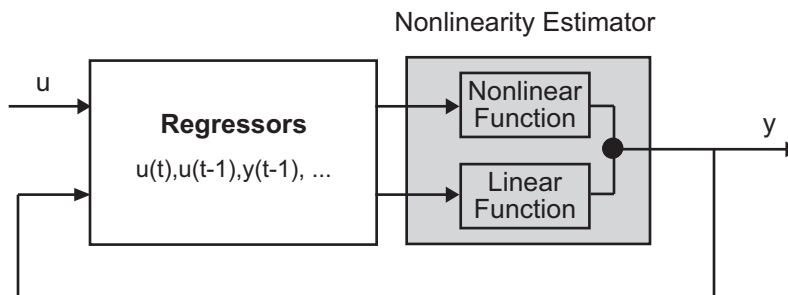 Nonlinearity Estimator
u
Regressors
u(t),u(t-1),y(t-1), ...
Nonlinear
Function
Linear
Function
y